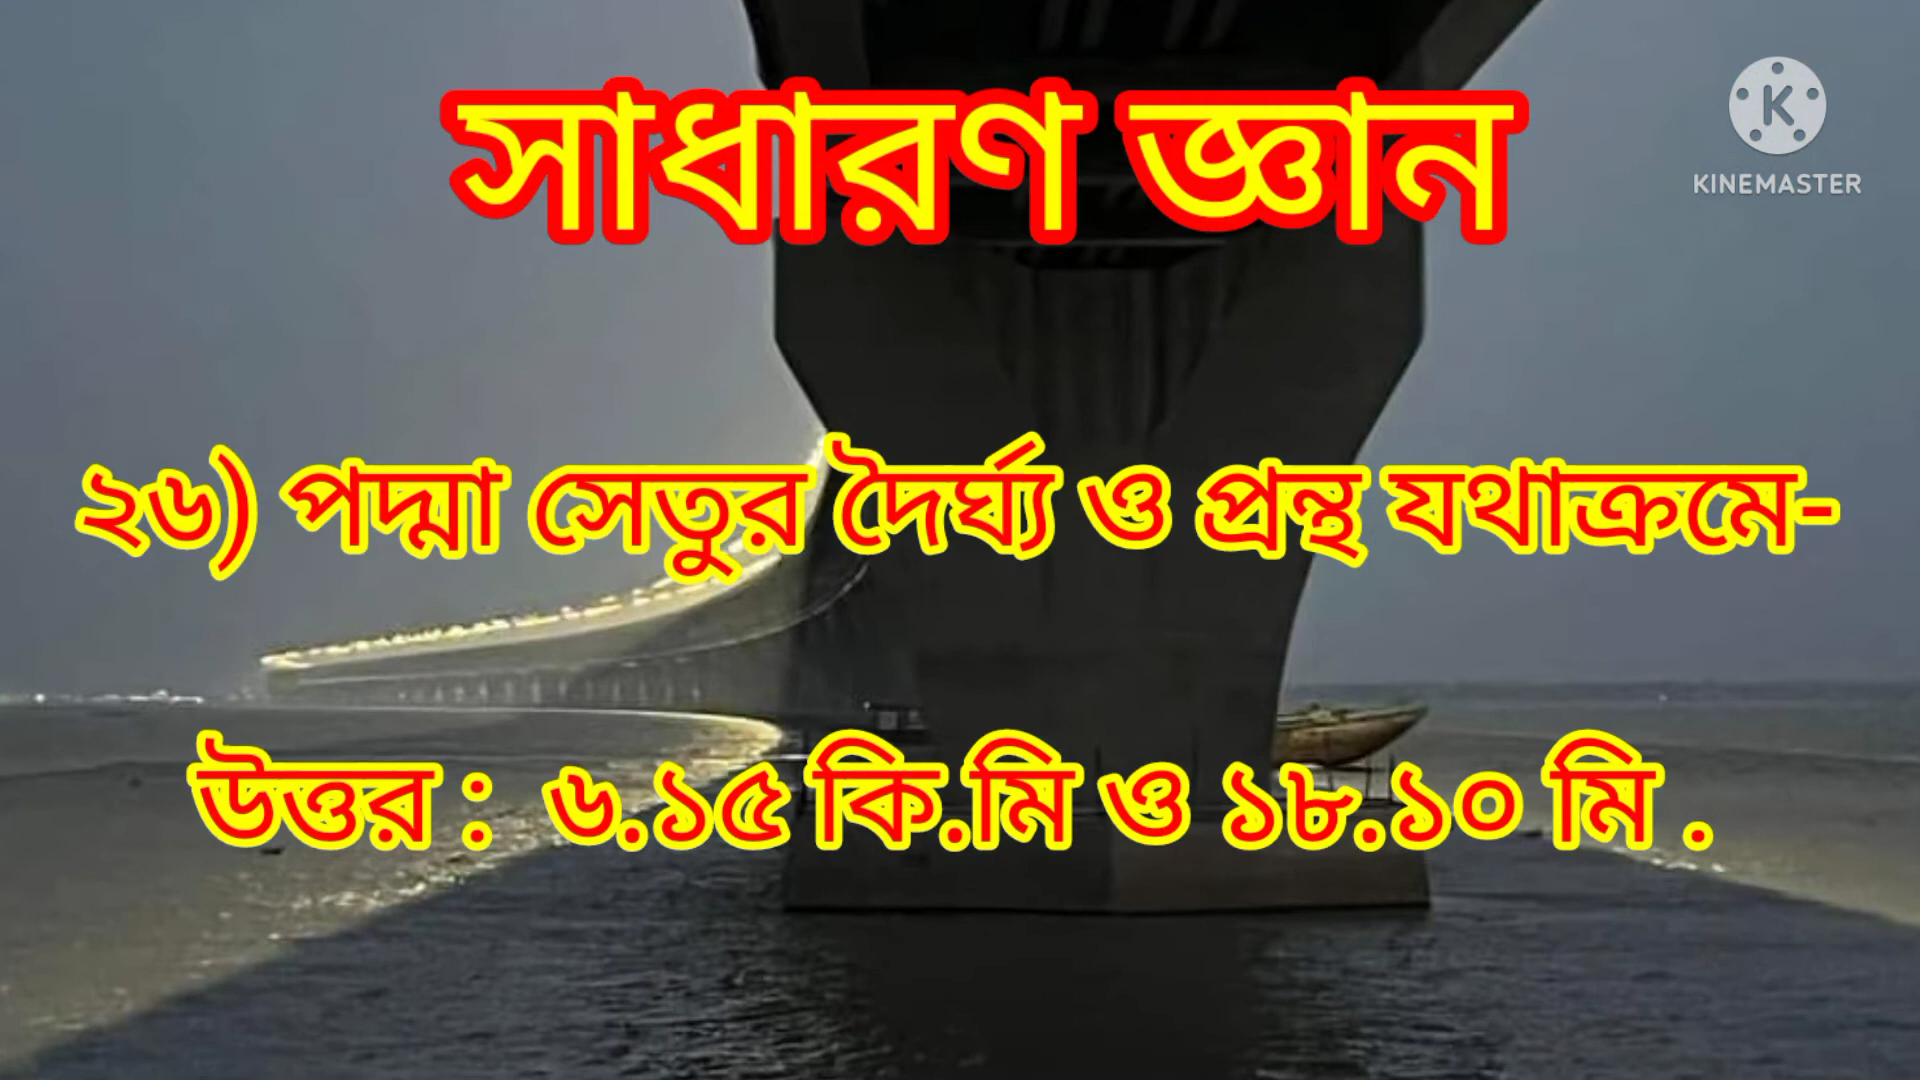 সাধারণ জ্ঞান
KINEMASTER
২৬) পদ্মা সেতুর দৈর্ঘ্য ও প্রন্থ যথাক্রমে-
উত্তর : ৬.১৫ কি.মি ও ১৮.১০ মি .